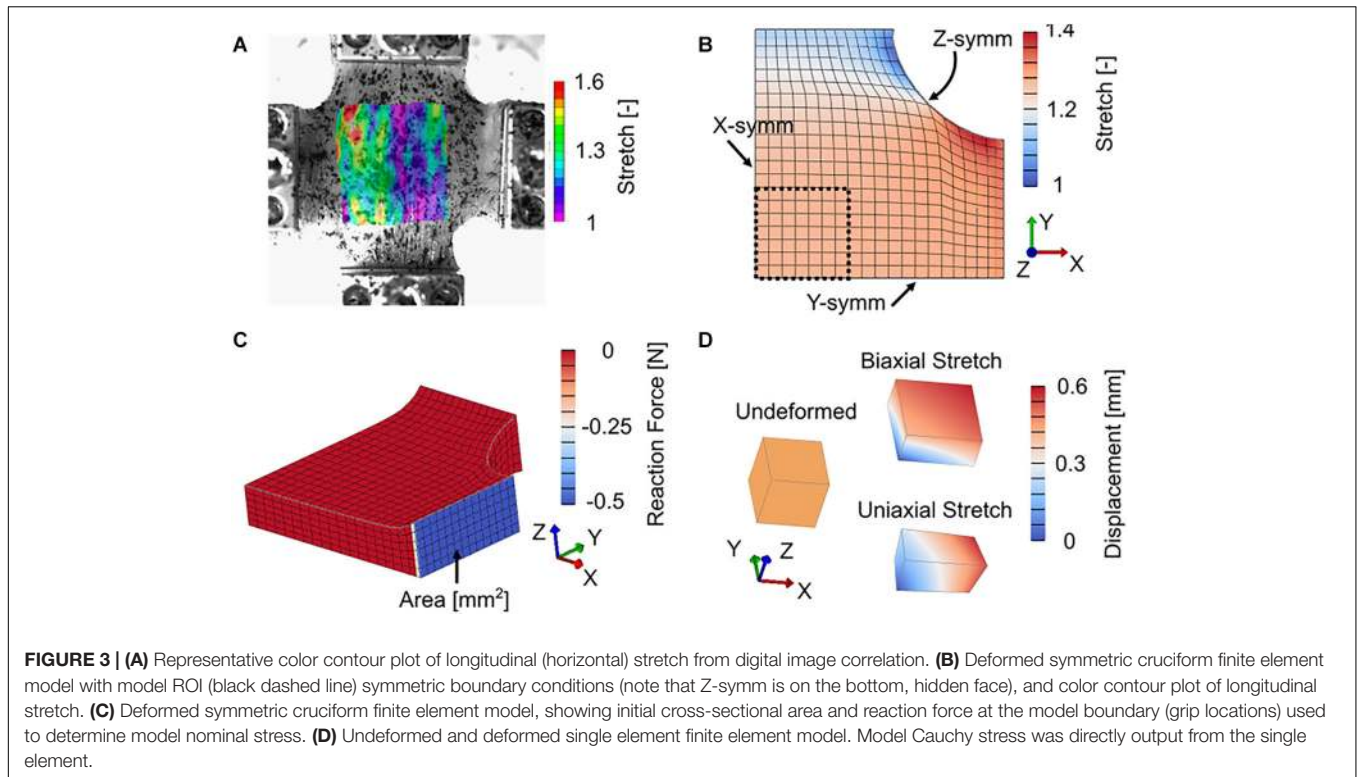 A
1.6
1.3
1
Stretch [-]
B
Z-symm
X-symm
Y-symm
1.4
1.2
1
Stretch [-]
Y
Z
X
C
0
-0.25
-0.5
Reaction Force [N]
Area [mm²]
Z
Y
X
D
Undeformed
Biaxial Stretch
Uniaxial Stretch
0.6
0.3
0
Displacement [mm]
Y
Z
X
FIGURE 3 | (A) Representative color contour plot of longitudinal (horizontal) stretch from digital image correlation. (B) Deformed symmetric cruciform finite element
model with model ROI (black dashed line) symmetric boundary conditions (note that Z-symm is on the bottom, hidden face), and color contour plot of longitudinal
stretch. (C) Deformed symmetric cruciform finite element model, showing initial cross-sectional area and reaction force at the model boundary (grip locations) used
to determine model nominal stress. (D) Undeformed and deformed single element finite element model. Model Cauchy stress was directly output from the single
element.